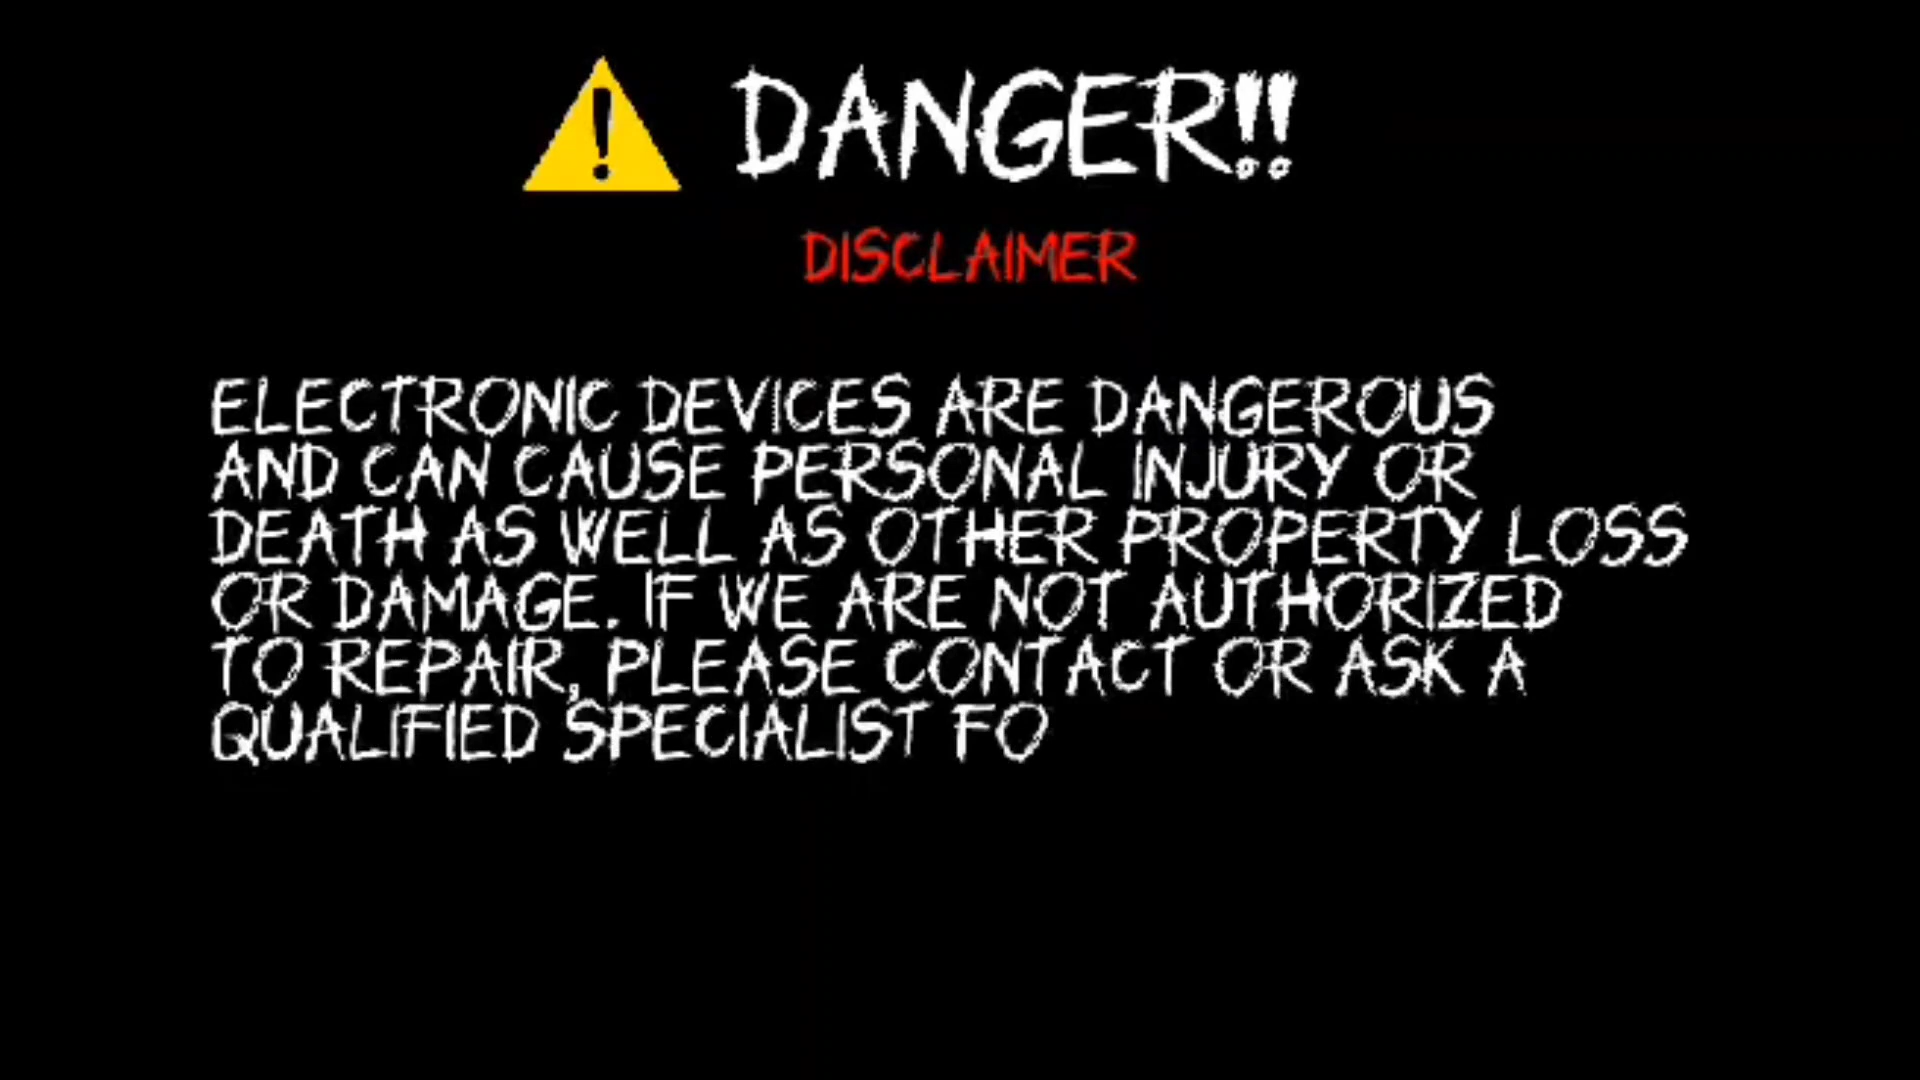 DANGER!!
DISCLAIMER
ELECTRONIC DEVICES ARE DANGEROUS
AND CAN CAUSE PERSONAL INJURY OR
DEATH AS WELL AS OTHER PROPERTY LOSS
OR DAMAGE. IF WE ARE NOT AUTHORIZED
TO REPAIR, PLEASE CONTACT OR ASK A
QUALIFIED SPECIALIST FO